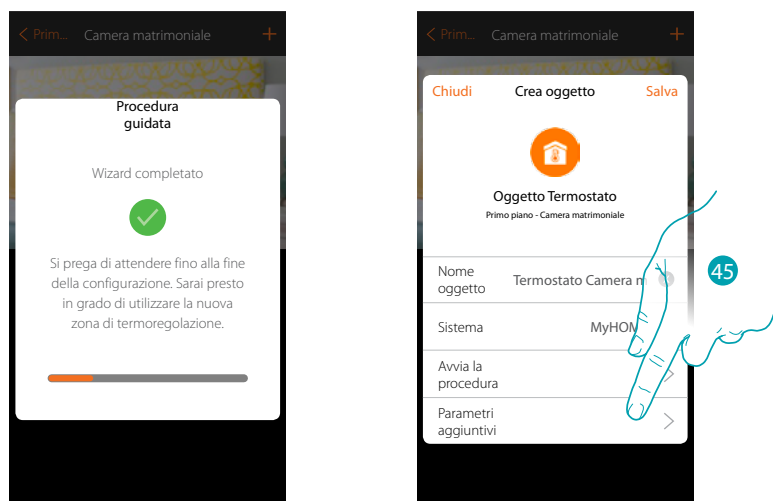 Prim... Camera matrimoniale +
Procedura
guidata
Wizard completato
Si prega di attendere fino alla fine
della configurazione. Sarai presto
in grado di utilizzare la nuova
zona di termoregolazione.
Prim... Camera matrimoniale +
Chiudi Crea oggetto Salva
Oggetto Termostato
Primo piano - Camera matrimoniale
Nome
oggetto
Termostato Camera m
Sistema
MyHOM
Avvia la
procedura
Parametri
aggiuntivi
45